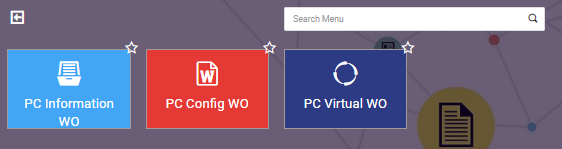 Search Menu
PC Information
WO
PC Config WO
PC Virtual WO